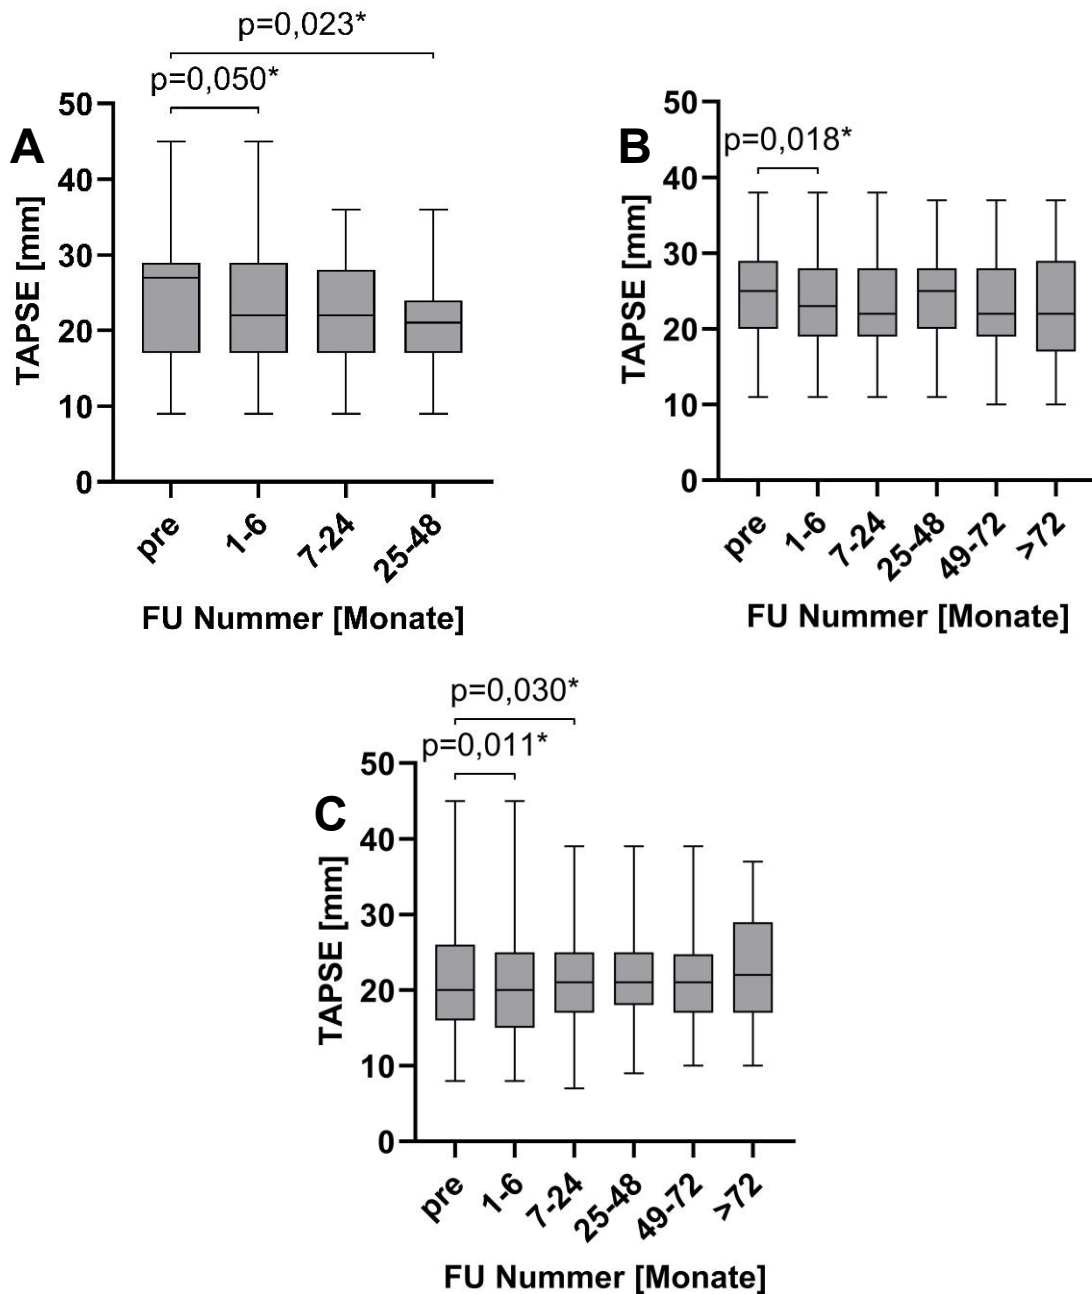 p=0,023*
p=0,050*
A
TAPSE [mm]
50
40
30
20
10
0
pre
1-6
7-24
25-48
FU Nummer [Monate]
p=0,018*
B
TAPSE [mm]
50
40
30
20
10
0
pre
1-6
7-24
25-48
49-72
>72
FU Nummer [Monate]
p=0,030*
p=0,011*
C
TAPSE [mm]
50
40
30
20
10
0
pre
1-6
7-24
25-48
49-72
>72
FU Nummer [Monate]